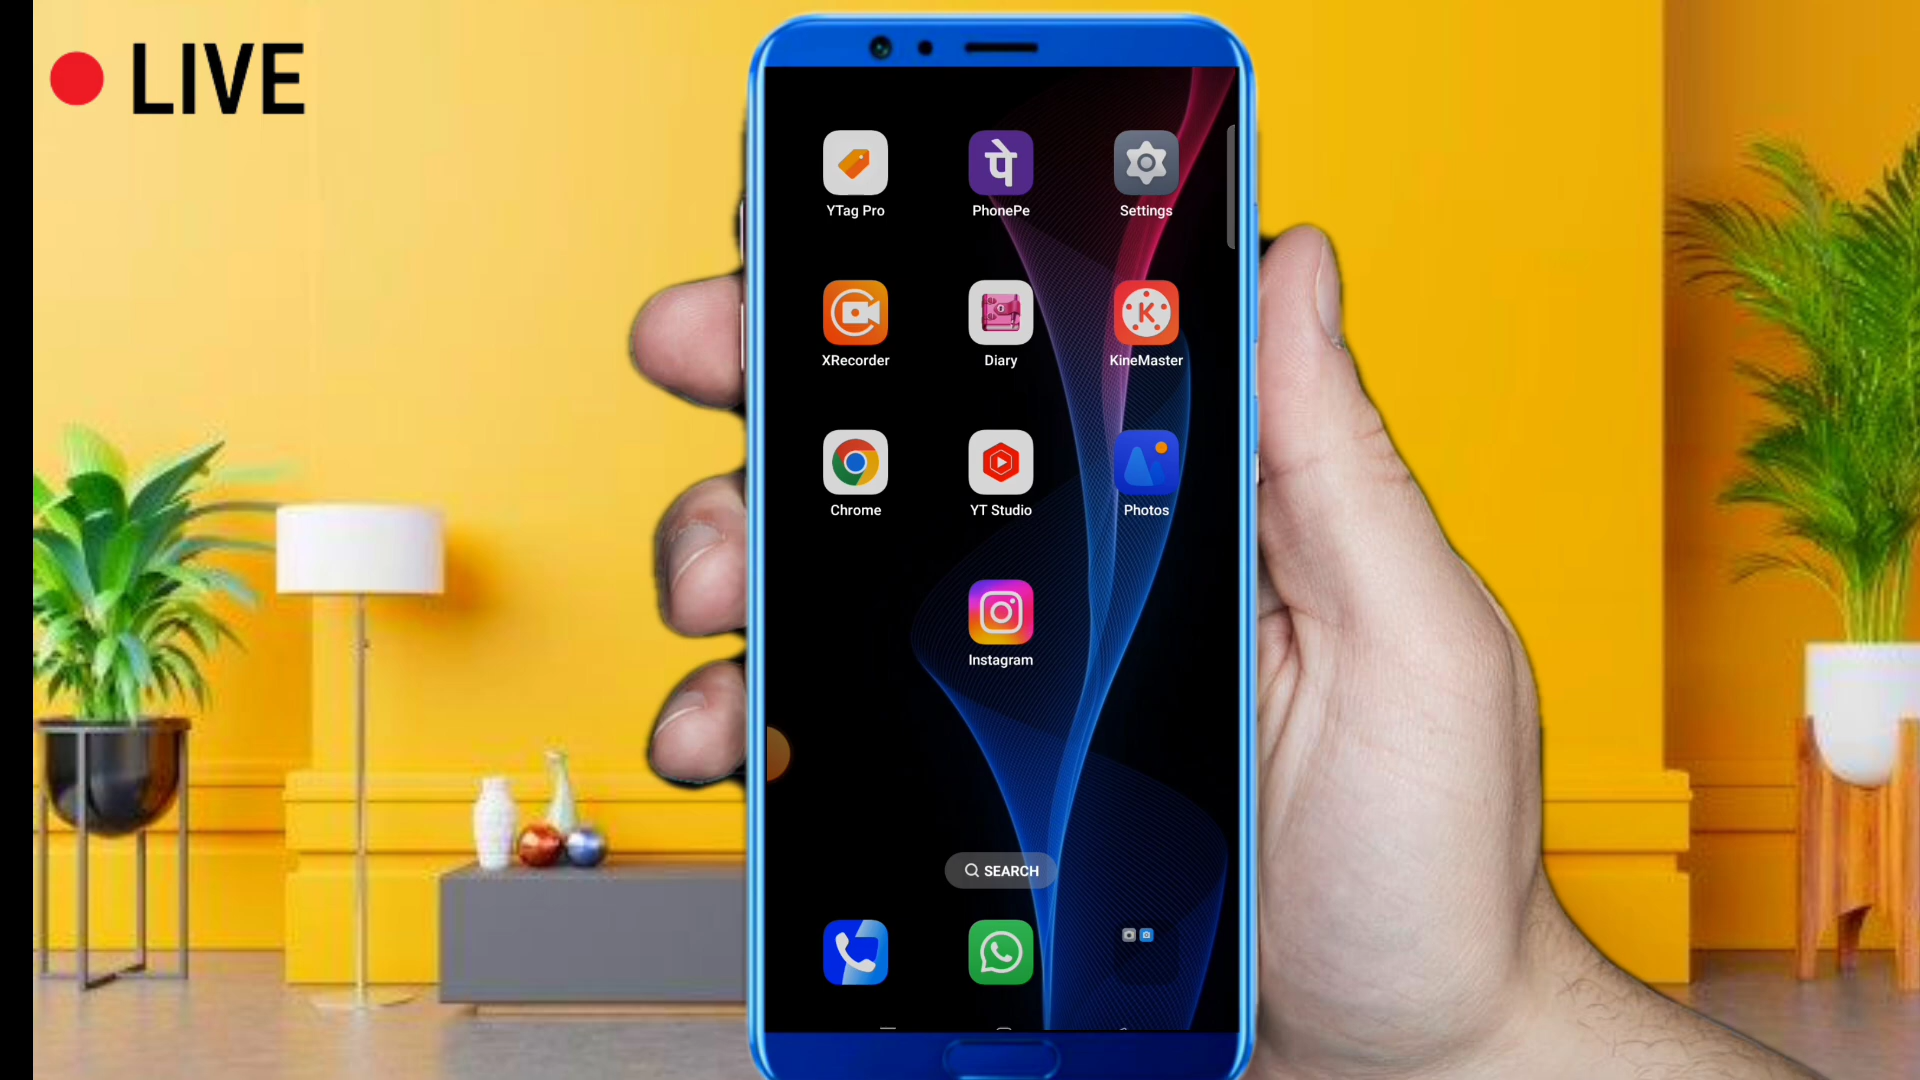 LIVE
YTag Pro
पे
PhonePe
Settings
XRecorder
Diary
K
KineMaster
Chrome
YT Studio
Photos
Instagram
SEARCH